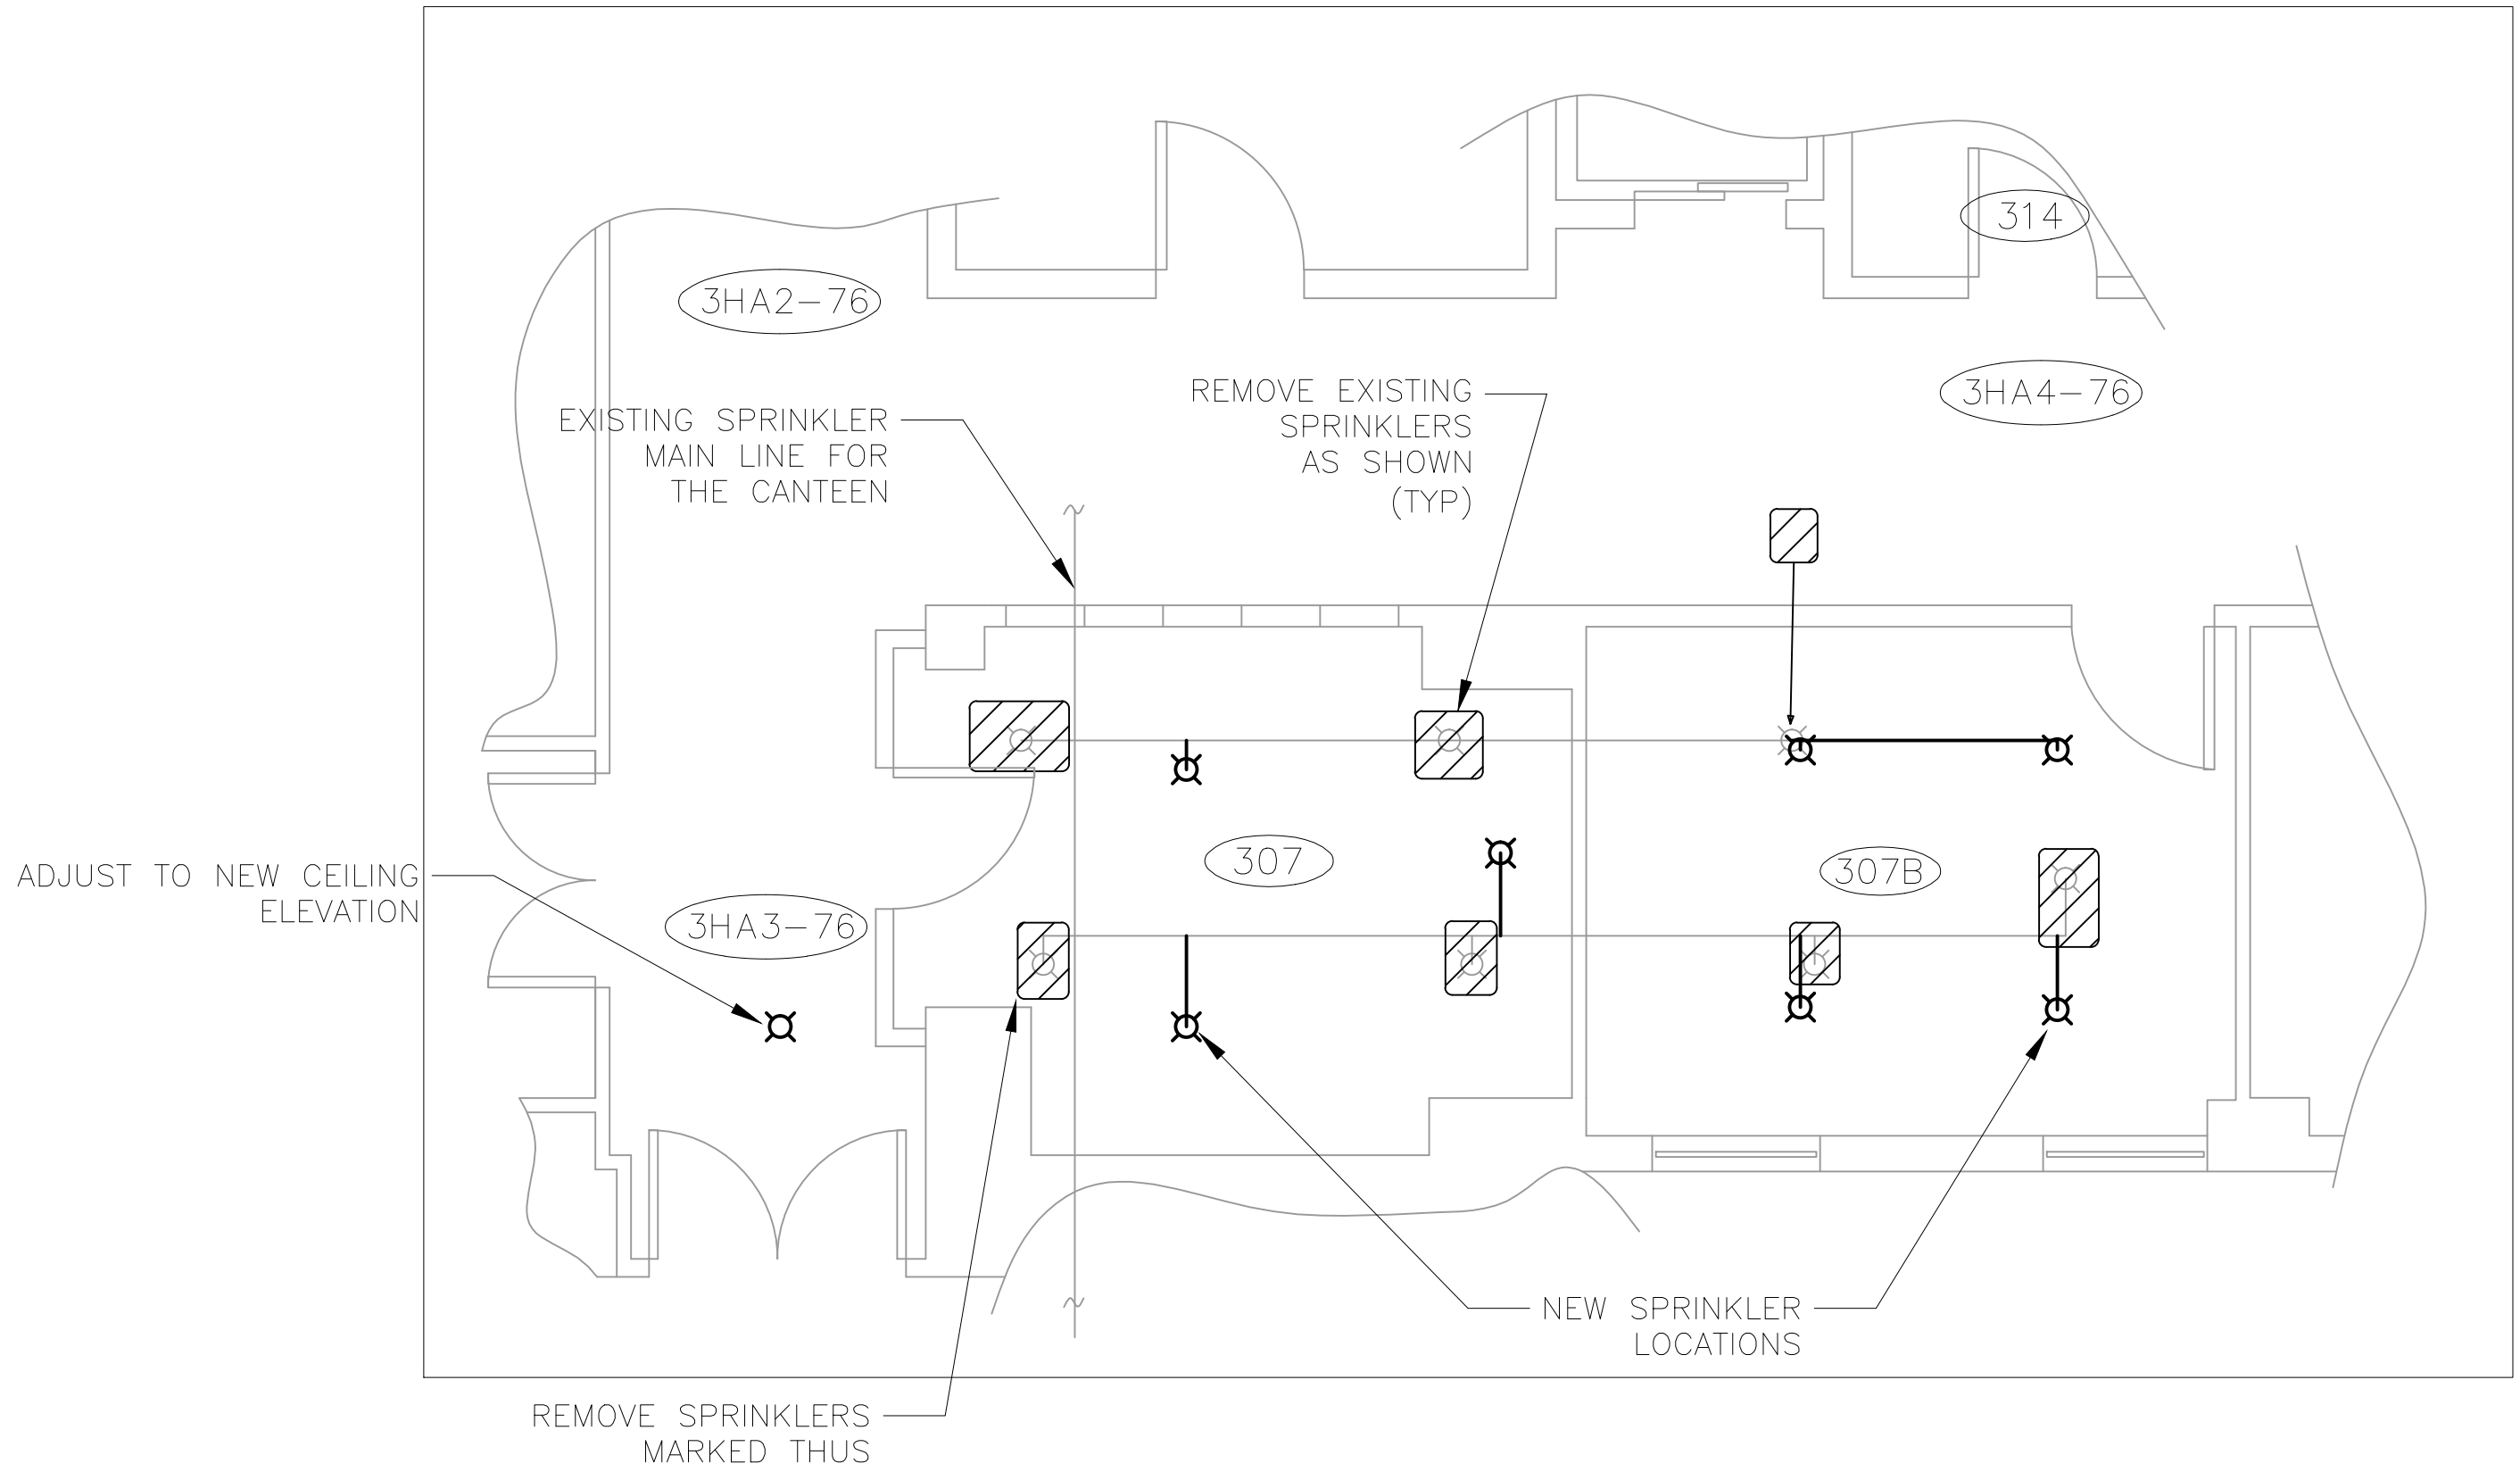 314
3HA2-76
3HA4-76
REMOVE EXISTING
SPRINKLERS
AS SHOWN
(TYP)
EXISTING SPRINKLER
MAIN LINE FOR
THE CANTEEN
307
307B
ADJUST TO NEW CEILING
ELEVATION
3HA3-76
NEW SPRINKLER
LOCATIONS
REMOVE SPRINKLERS
MARKED THUS